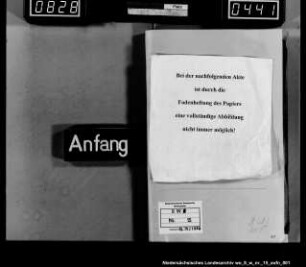 0828
0441
Bei der nachfolgenden Akte
ist durch die
Fadenheftung des Papiers
eine vollständige Abbildung
nicht immer möglich!
Anfang
Niedersächsisches Landesarchiv